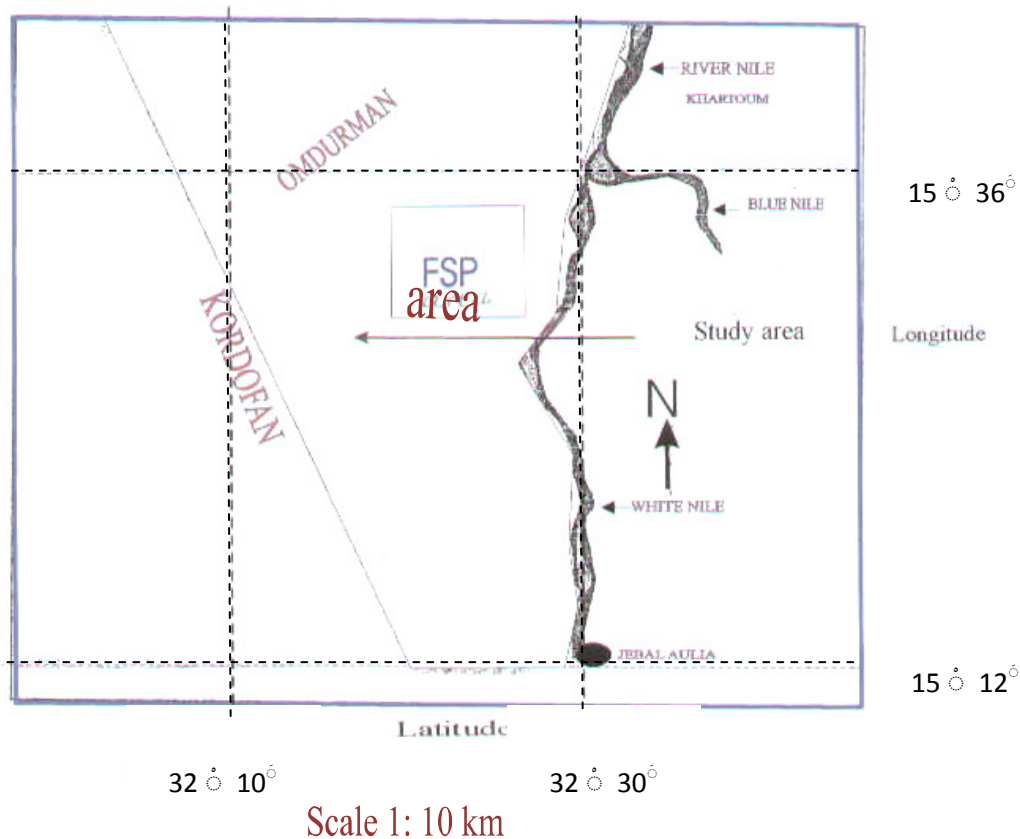 RIVER NILE
KHARTOUM
OMDURMAN
15° 36'
BLUE NILE
FSP
area
KORDOFAN
Study area
Longitude
N
WHITE NILE
JEBAL AULIA
15° 12'
Latitude
32° 10'
32° 30'
Scale 1: 10 km